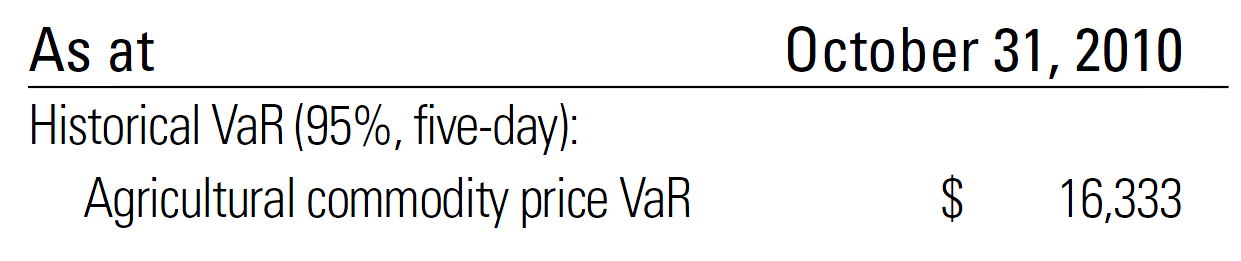 As at October 31, 2010
Historical VaR (95%, five-day):
Agricultural commodity price VaR $ 16,333